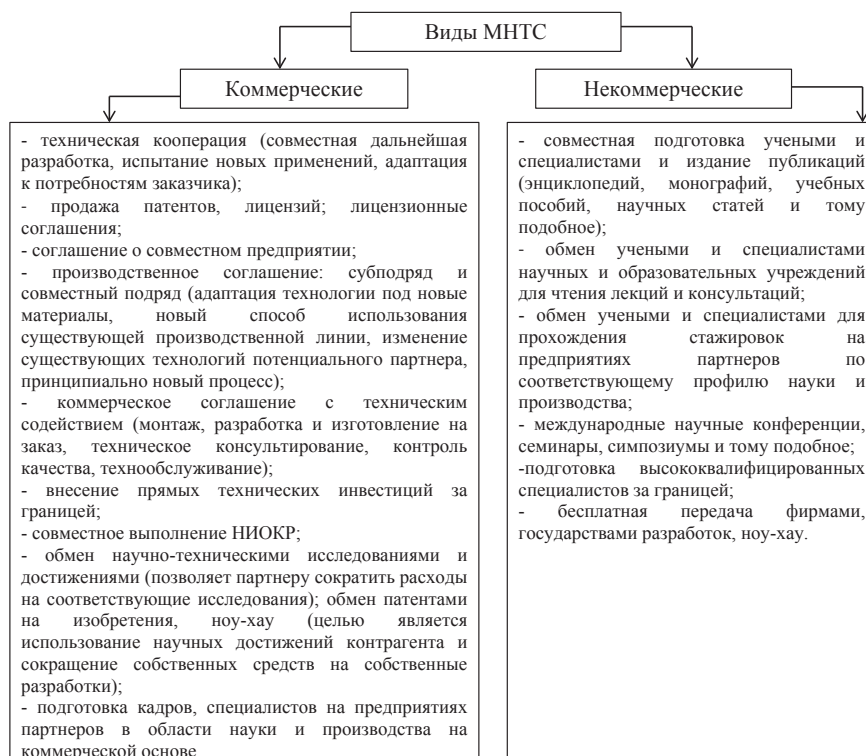 Виды МНТС
Коммерческие
Некоммерческие
- техническая кооперация (совместная дальнейшая
разработка, испытание новых применений, адаптация
к потребностям заказчика);
- продажа патентов, лицензий; лицензионные
соглашения;
- соглашение о совместном предприятии;
- производственное соглашение: субподряд и
совместный подряд (адаптация технологии под новые
материалы, новый способ использования
существующей производственной линии, изменение
существующих технологий потенциального партнера,
принципиально новый процесс);
- коммерческое соглашение с техническим
содействием (монтаж, разработка и изготовление на
заказ, техническое консультирование, контроль
качества, технообслуживание);
- внесение прямых технических инвестиций за
границей;
- совместное выполнение НИОКР;
- обмен научно-техническими исследованиями и
достижениями (позволяет партнеру сократить расходы
на соответствующие исследования); обмен патентами
на изобретения, ноу-хау (целью является
использование научных достижений контрагента и
сокращение собственных средств на собственные
разработки);
- подготовка кадров, специалистов на предприятиях
партнеров в области науки и производства на
коммерческой основе
- совместная подготовка учеными и
специалистами и издание публикаций
(энциклопедий, монографий, учебных
пособий, научных статей и тому
подобное);
- обмен учеными и специалистами
научных и образовательных учреждений
для чтения лекций и консультаций;
- обмен учеными и специалистами для
прохождения стажировок на
предприятиях партнеров по
соответствующему профилю науки и
производства;
- международные научные конференции,
семинары, симпозиумы и тому подобное;
-подготовка высококвалифицированных
специалистов за границей;
- бесплатная передача фирмами,
государствами разработок, ноу-хау.